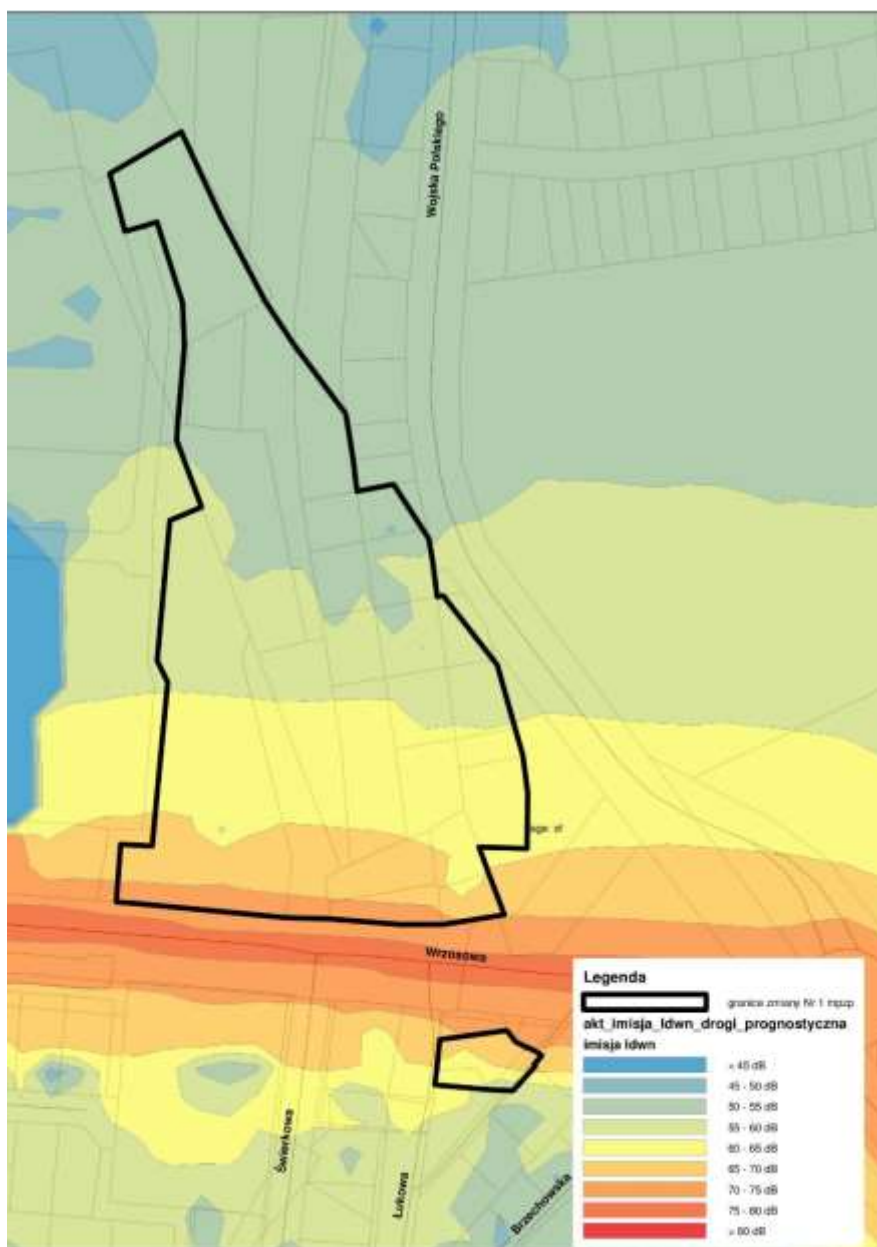 Wojska Polskiego
Wrzosowa
Świerkowa
Łokowa
Brzechowska
Legenda
granice zmiany Nr 1 mpzp
akt_imisja_ldwn_drogi_prognostyczna
imisja ldwn
< 45 dB
45 - 50 dB
50 - 55 dB
55 - 60 dB
60 - 65 dB
65 - 70 dB
70 - 75 dB
75 - 80 dB
> 80 dB